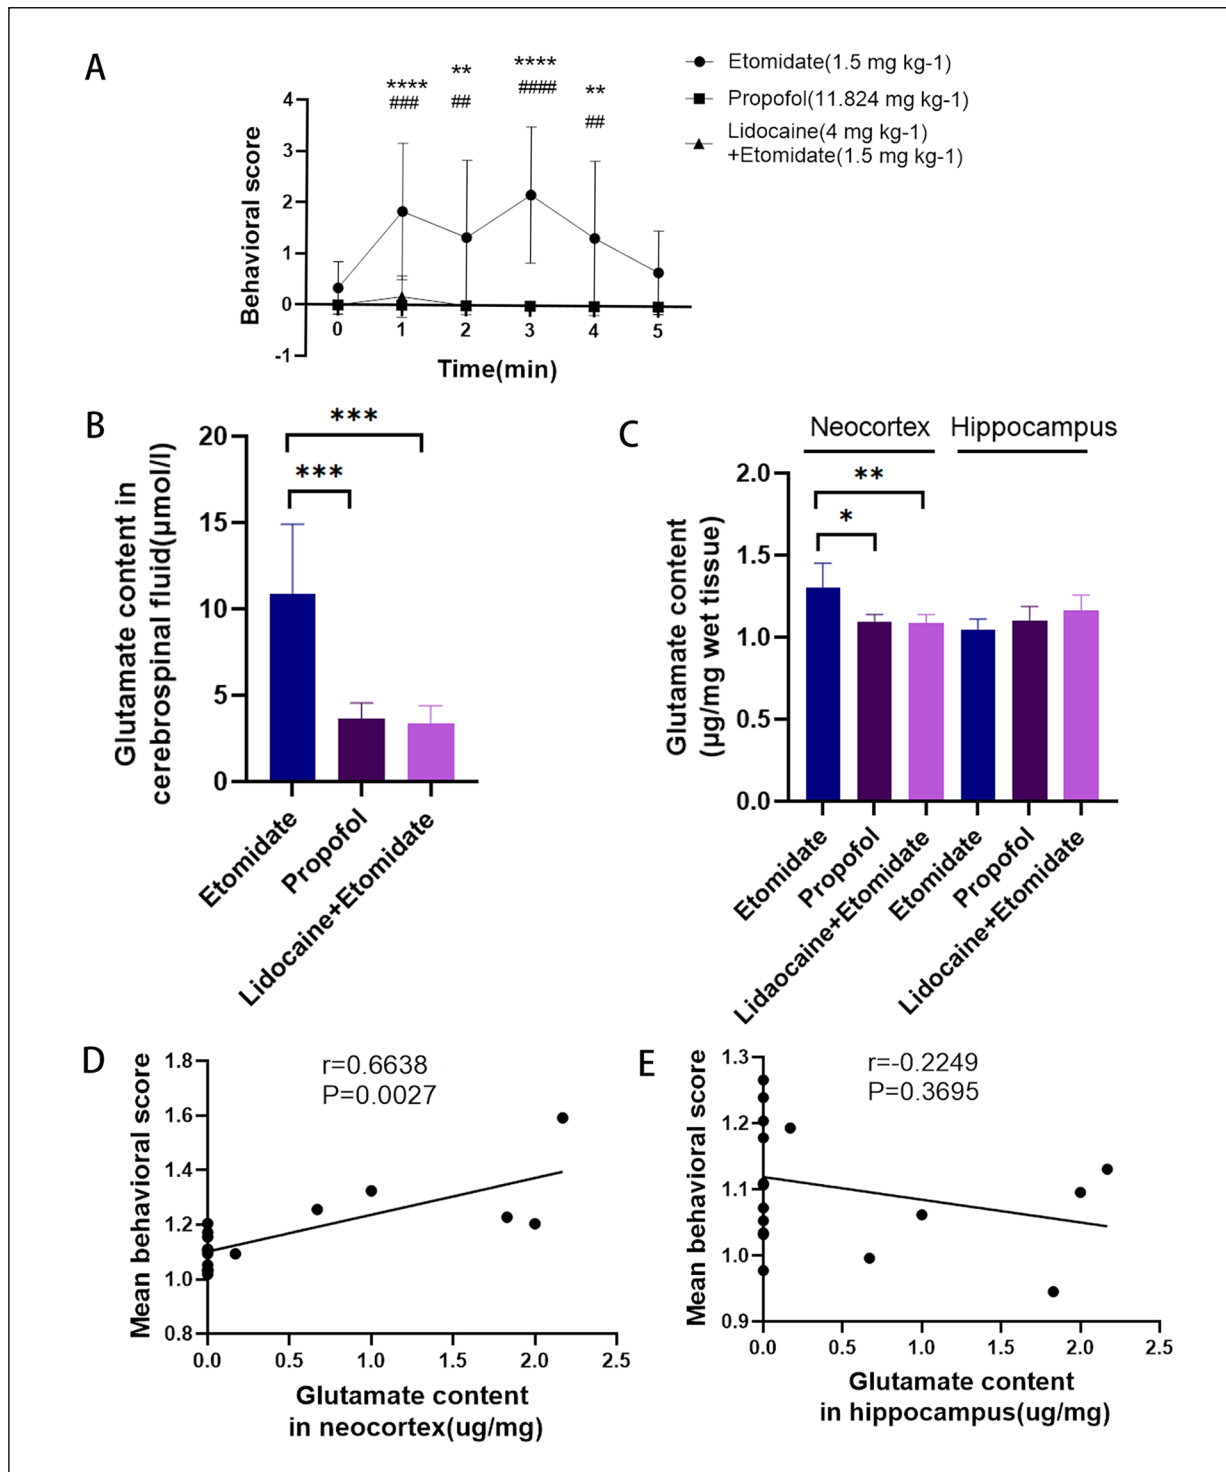 A
Etomidate(1.5 mg kg-1)
Propofol(11.824 mg kg-1)
Lidocaine(4 mg kg-1)
+Etomidate(1.5 mg kg-1)
**** ** **** **
### ## #### ##
Behavioral score
4
3
2
1
0
-1
0 1 2 3 4 5
Time(min)
B
***
***
Glutamate content in
cerebrospinal fluid(μmol/l)
20
15
10
5
0
Etomidate
Propofol
Lidocaine+Etomidate
C
Neocortex Hippocampus
**
*
Glutamate content
(μg/mg wet tissue)
2.0
1.5
1.0
0.5
0.0
Etomidate
Propofol
Lidaocaine+Etomidate
Etomidate
Propofol
Lidocaine+Etomidate
D
r=0.6638
P=0.0027
Mean behavioral score
1.8
1.6
1.4
1.2
1.0
0.8
0.0 0.5 1.0 1.5 2.0 2.5
Glutamate content
in neocortex(ug/mg)
E
r=-0.2249
P=0.3695
Mean behavioral score
1.3
1.2
1.1
1.0
0.9
0.0 0.5 1.0 1.5 2.0 2.5
Glutamate content
in hippocampus(ug/mg)